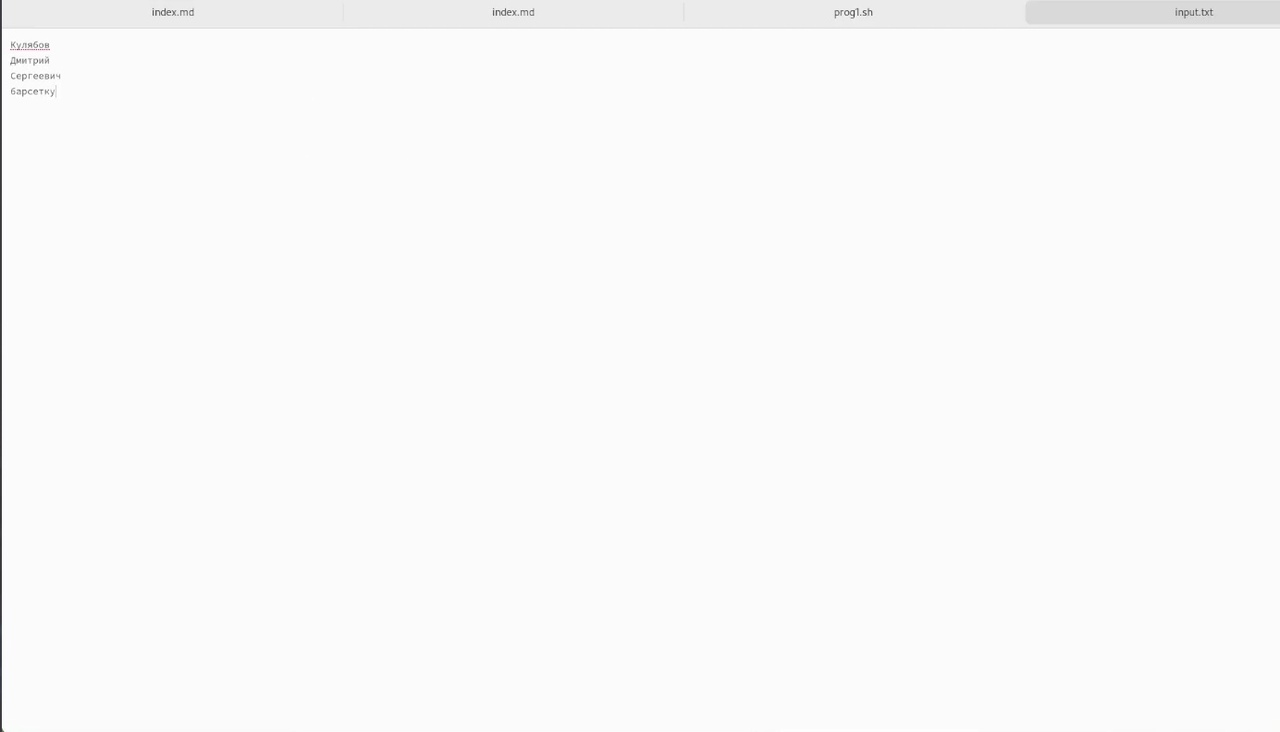 index.md index.md prog1.sh input.txt
Кулябов
Дмитрий
Сергеевич
барсетку